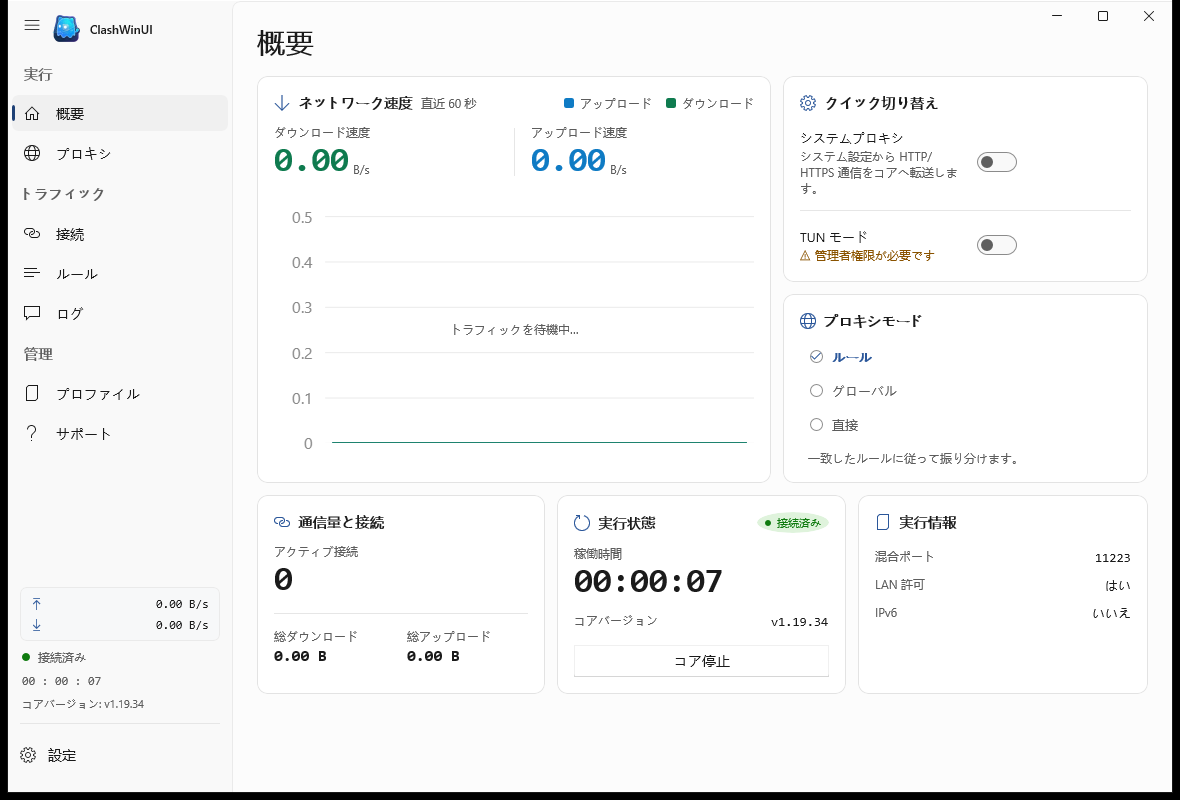 ClashWinUI
実行
概要
プロキシ
トラフィック
接続
ルール
ログ
管理
プロファイル
サポート
0.00 B/s
0.00 B/s
接続済み
00 : 00 : 07
コアバージョン: v1.19.34
設定
概要
ネットワーク速度 直近 60 秒
アップロード ダウンロード
ダウンロード速度
0.00 B/s
アップロード速度
0.00 B/s
0.5
0.4
0.3
トラフィックを待機中...
0.2
0.1
0
クイック切り替え
システムプロキシ
システム設定から HTTP/
HTTPS 通信をコアへ転送しま
す。
TUN モード
管理者権限が必要です
プロキシモード
ルール
グローバル
直接
一致したルールに従って振り分けます。
通信量と接続
アクティブ接続
0
総ダウンロード
0.00 B
総アップロード
0.00 B
実行状態
接続済み
稼働時間
00:00:07
コアバージョン v1.19.34
コア停止
実行情報
混合ポート 11223
LAN 許可 はい
IPv6 いいえ